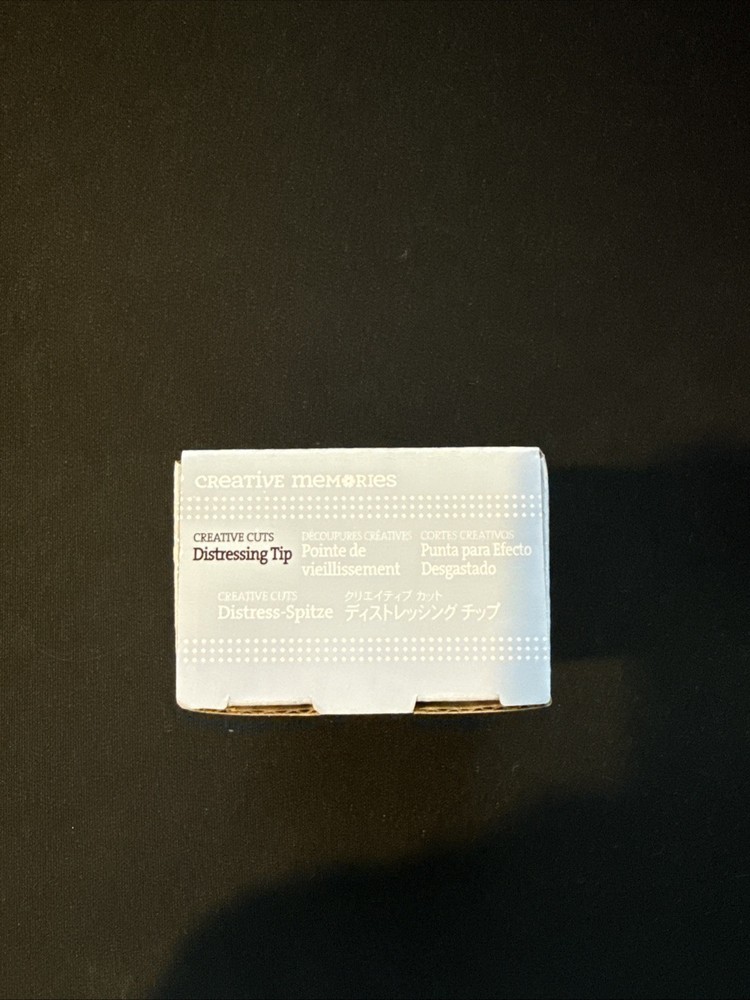 creative memories
CREATIVE CUTS
Distressing Tip
DÉCOUPURES CRÉATIVES
Pointe de
vieillissement
CORTES CREATIVOS
Punta para Efecto
Desgastado
CREATIVE CUTS
Distress-Spitze
クリエイティブ カット
ディストレッシング チップ